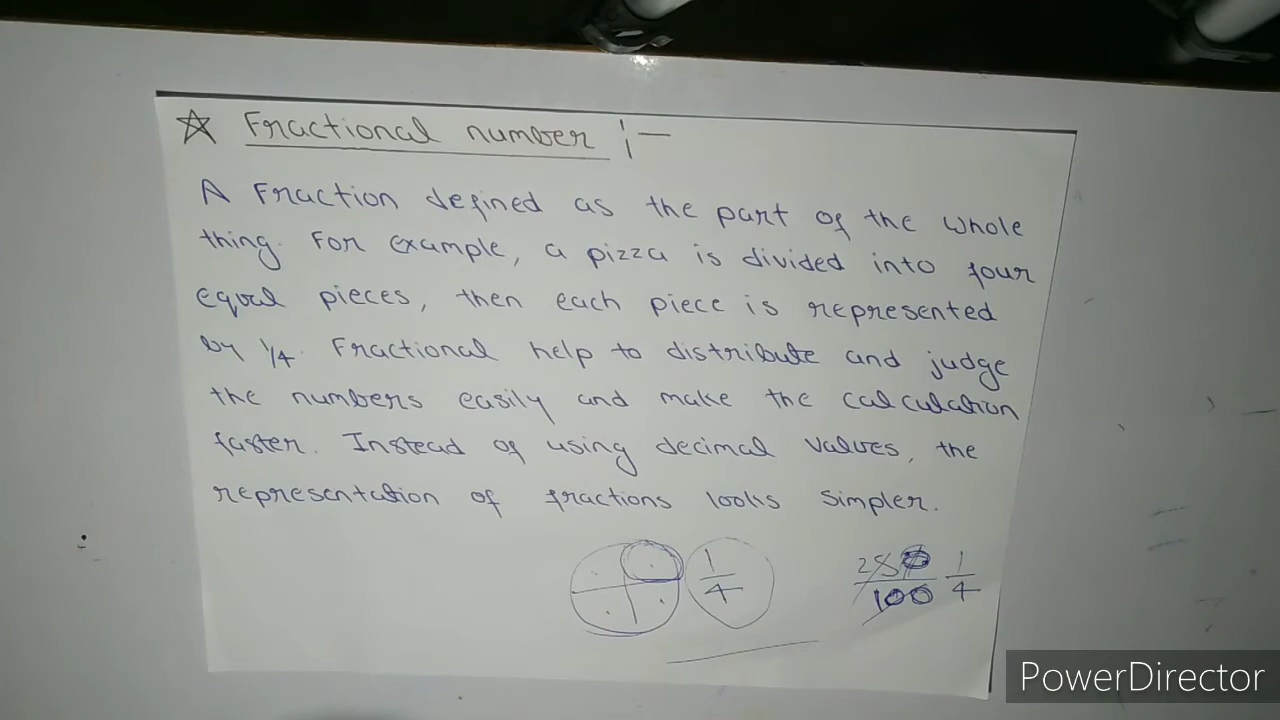 ☆ Fractional number :-
A Fraction defined as the part of the whole
thing. For example, a pizza is divided into four
equal pieces, then each piece is represented
by 1/4. Fractional help to distribute and judge
the numbers easily and make the calculation
faster. Instead of using decimal values, the
representation of fractions looks simpler.
1/4
100 1/4
PowerDirector